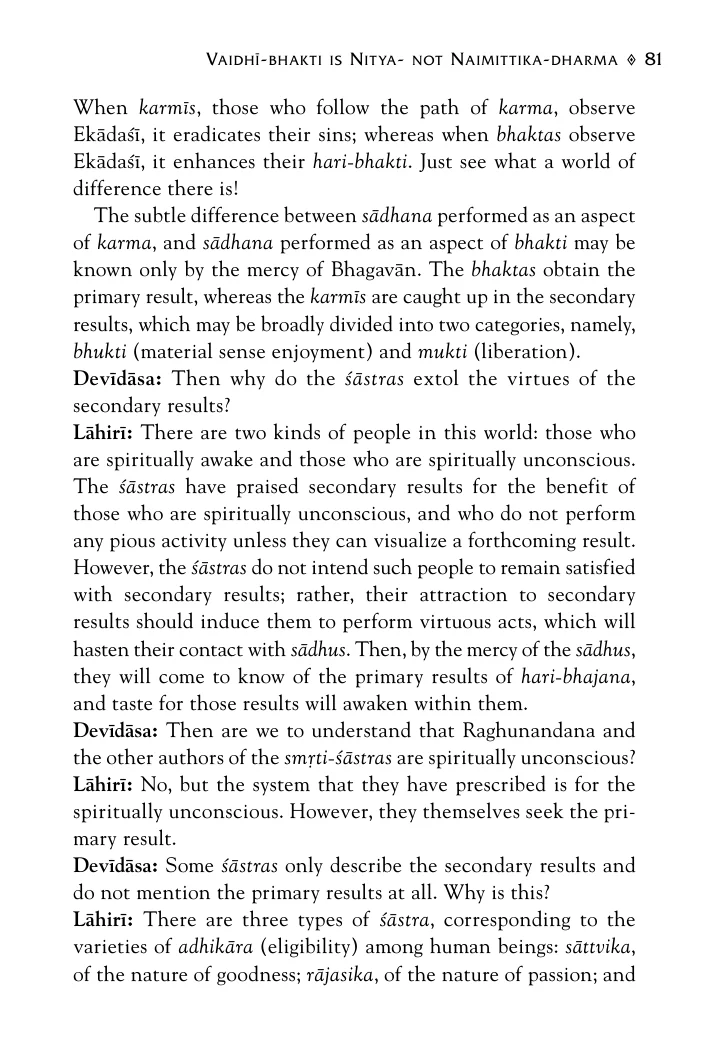 Vaidhī-bhakti is Nitya- not Naimittika-dharma ◊ 81
When karmīs, those who follow the path of karma, observe
Ekādaśī, it eradicates their sins; whereas when bhaktas observe
Ekādaśī, it enhances their hari-bhakti. Just see what a world of
difference there is!
The subtle difference between sādhana performed as an aspect
of karma, and sādhana performed as an aspect of bhakti may be
known only by the mercy of Bhagavān. The bhaktas obtain the
primary result, whereas the karmīs are caught up in the secondary
results, which may be broadly divided into two categories, namely,
bhukti (material sense enjoyment) and mukti (liberation).
Devīdāsa: Then why do the śāstras extol the virtues of the
secondary results?
Lāhirī: There are two kinds of people in this world: those who
are spiritually awake and those who are spiritually unconscious.
The śāstras have praised secondary results for the benefit of
those who are spiritually unconscious, and who do not perform
any pious activity unless they can visualize a forthcoming result.
However, the śāstras do not intend such people to remain satisfied
with secondary results; rather, their attraction to secondary
results should induce them to perform virtuous acts, which will
hasten their contact with sādhus. Then, by the mercy of the sādhus,
they will come to know of the primary results of hari-bhajana,
and taste for those results will awaken within them.
Devīdāsa: Then are we to understand that Raghunandana and
the other authors of the smṛti-śāstras are spiritually unconscious?
Lāhirī: No, but the system that they have prescribed is for the
spiritually unconscious. However, they themselves seek the pri-
mary result.
Devīdāsa: Some śāstras only describe the secondary results and
do not mention the primary results at all. Why is this?
Lāhirī: There are three types of śāstra, corresponding to the
varieties of adhikāra (eligibility) among human beings: sāttvika,
of the nature of goodness; rājasika, of the nature of passion; and